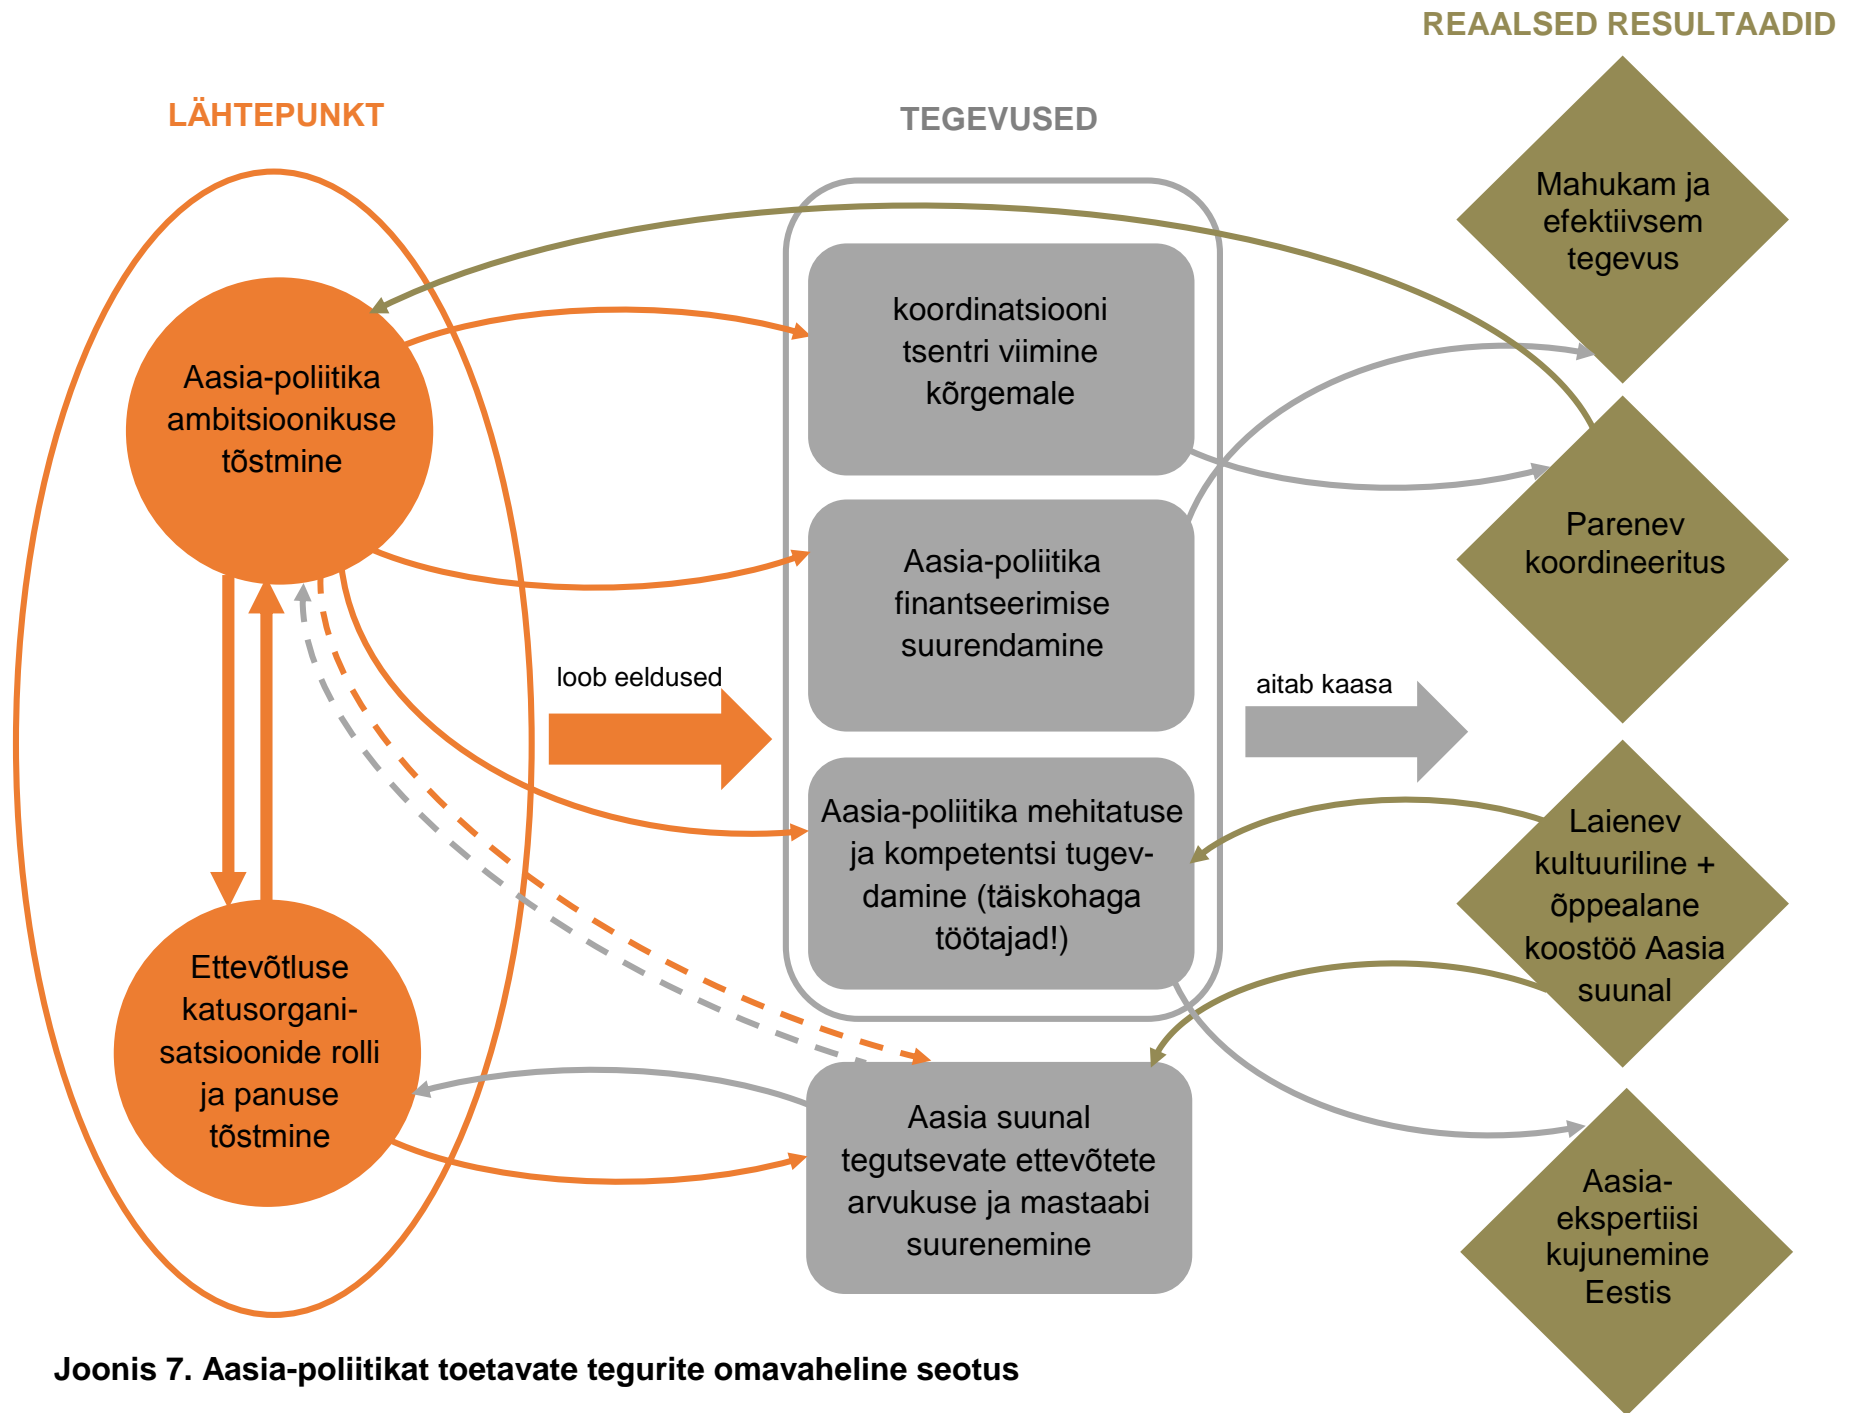 REAALSED RESULTAADID
LÄHTEPUNKT
TEGEVUSED
Aasia-poliitika
ambitsioonikuse
tõstmine
Ettevõtluse
katusorgani-
satsioonide rolli
ja panuse
tõstmine
loob eeldused
koordinatsiooni
tsentri viimine
kõrgemale
Aasia-poliitika
finantseerimise
suurendamine
Aasia-poliitika mehitatuse
ja kompetentsi tugev-
damine (täiskohaga
töötajad!)
Aasia suunal
tegutsevate ettevõtete
arvukuse ja mastaabi
suurenemine
aitab kaasa
Mahukam ja
efektiivsem
tegevus
Parenev
koordineeritus
Laienev
kultuuriline +
õppealane
koostöö Aasia
suunal
Aasia-
ekspertiisi
kujunemine
Eestis
Joonis 7. Aasia-poliitikat toetavate tegurite omavaheline seotus